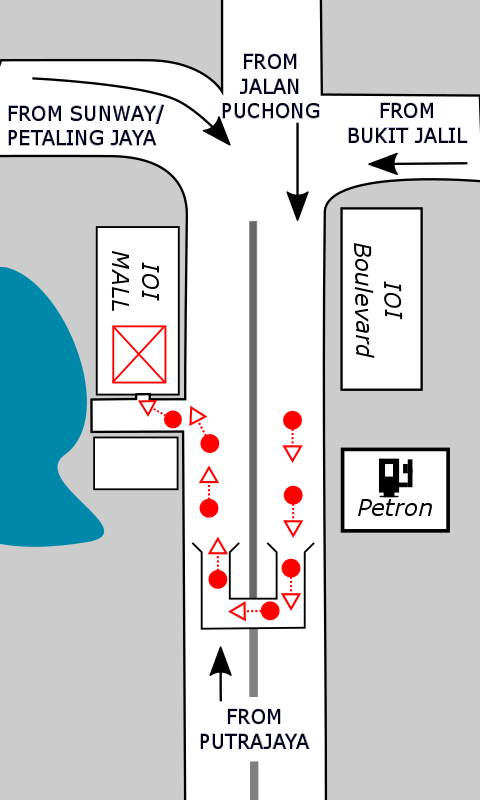 FROM
JALAN
PUCHONG
FROM SUNWAY/
PETALING JAYA
FROM
BUKIT JALIL
IOI
MALL
IOI
Boulevard
Petron
FROM
PUTRAJAYA